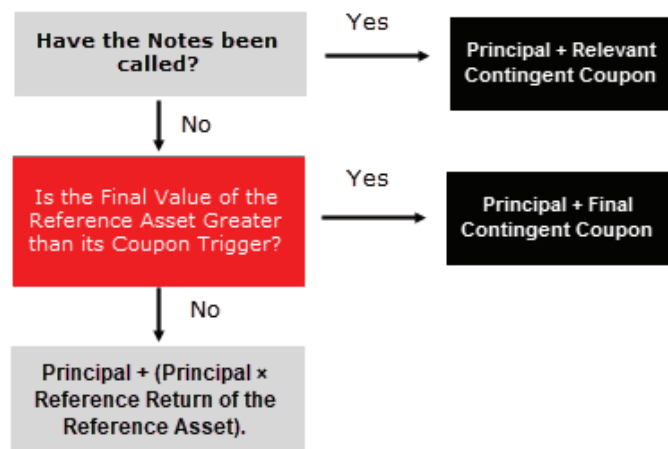 Have the Notes been
called?
Yes
Principal + Relevant
Contingent Coupon
No
Is the Final Value of the
Reference Asset Greater
than its Coupon Trigger?
Yes
Principal + Final
Contingent Coupon
No
Principal + (Principal ×
Reference Return of the
Reference Asset).